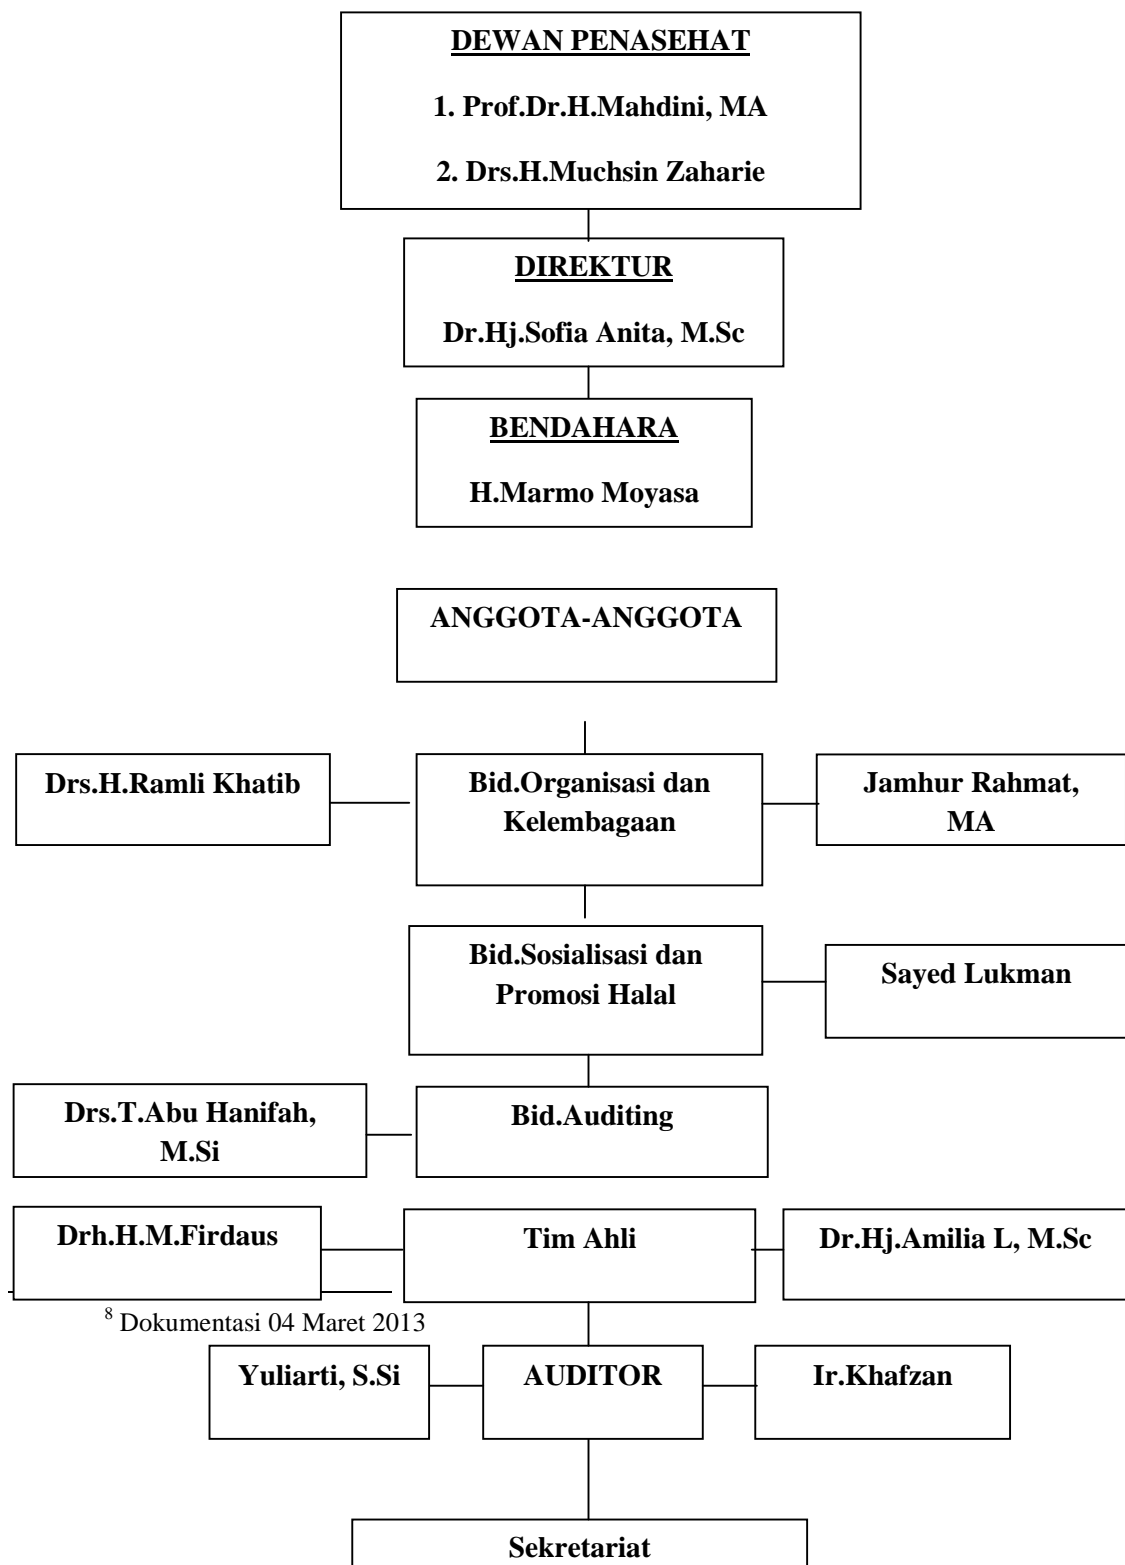 DEWAN PENASEHAT
1. Prof.Dr.H.Mahdini, MA
2. Drs.H.Muchsin Zaharie
DIREKTUR
Dr.Hj.Sofia Anita, M.Sc
BENDAHARA
H.Marmo Moyasa
ANGGOTA-ANGGOTA
Drs.H.Ramli Khatib
Bid.Organisasi dan
Kelembagaan
Jamhur Rahmat,
MA
Bid.Sosialisasi dan
Promosi Halal
Sayed Lukman
Drs.T.Abu Hanifah,
M.Si
Bid.Auditing
Drh.H.M.Firdaus
Tim Ahli
Dr.Hj.Amilia L, M.Sc
8 Dokumentasi 04 Maret 2013
Yuliarti, S.Si
AUDITOR
Ir.Khafzan
Sekretariat